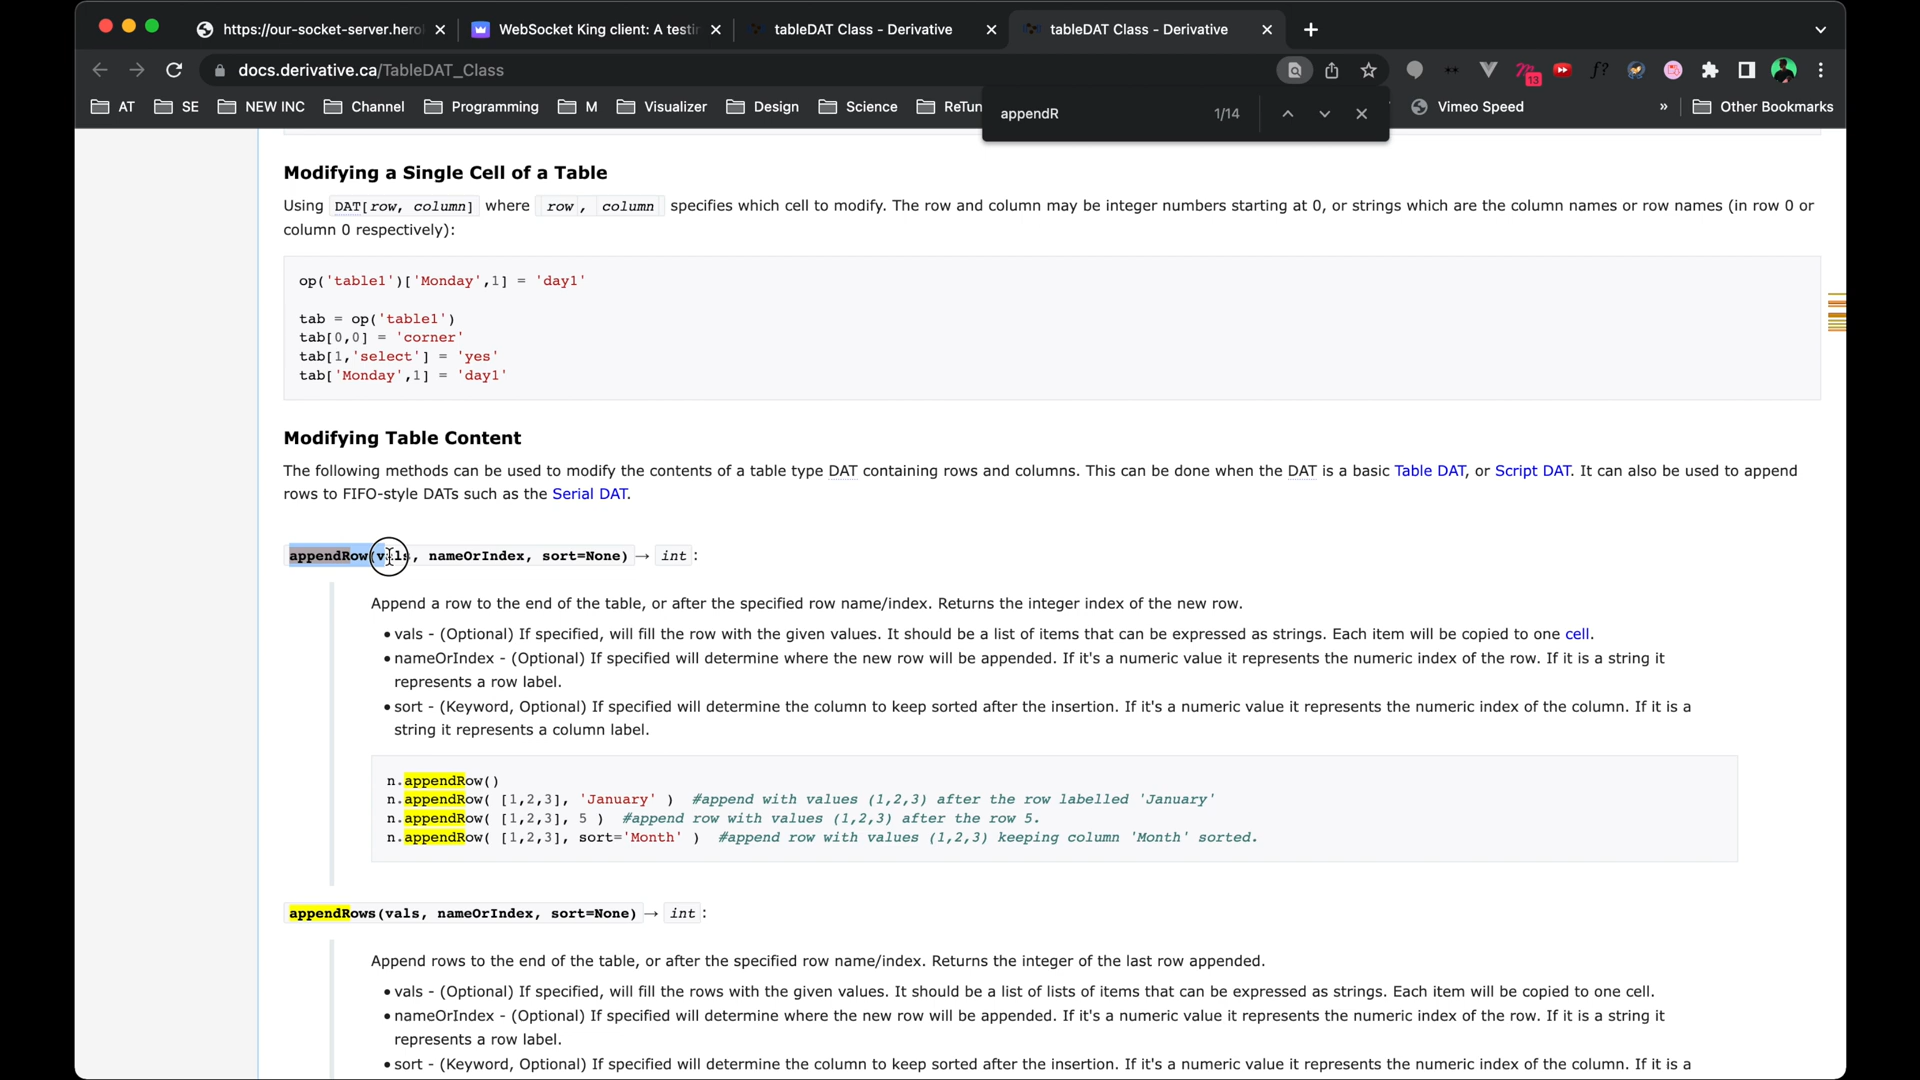 https://our-socket-server.hero
WebSocket King client: A testin
tableDAT Class - Derivative
tableDAT Class - Derivative
docs.derivative.ca/TableDAT_Class
13
f?
AT
SE
NEW INC
Channel
Programming
M
Visualizer
Design
Science
ReTun
Vimeo Speed
»
Other Bookmarks
appendR 1/14
Modifying a Single Cell of a Table
Using DAT[row, column] where row, column specifies which cell to modify. The row and column may be integer numbers starting at 0, or strings which are the column names or row names (in row 0 or
column 0 respectively):
op('table1')['Monday',1] = 'day1'
tab = op('table1')
tab[0,0] = 'corner'
tab[1,'select'] = 'yes'
tab['Monday',1] = 'day1'
Modifying Table Content
The following methods can be used to modify the contents of a table type DAT containing rows and columns. This can be done when the DAT is a basic Table DAT, or Script DAT. It can also be used to append
rows to FIFO-style DATs such as the Serial DAT.
appendRow(vals, nameOrIndex, sort=None) → int:
Append a row to the end of the table, or after the specified row name/index. Returns the integer index of the new row.
• vals - (Optional) If specified, will fill the row with the given values. It should be a list of items that can be expressed as strings. Each item will be copied to one cell.
• nameOrIndex - (Optional) If specified will determine where the new row will be appended. If it's a numeric value it represents the numeric index of the row. If it is a string it
represents a row label.
• sort - (Keyword, Optional) If specified will determine the column to keep sorted after the insertion. If it's a numeric value it represents the numeric index of the column. If it is a
string it represents a column label.
n.appendRow()
n.appendRow( [1,2,3], 'January' ) #append with values (1,2,3) after the row labelled 'January'
n.appendRow( [1,2,3], 5 ) #append row with values (1,2,3) after the row 5.
n.appendRow( [1,2,3], sort='Month' ) #append row with values (1,2,3) keeping column 'Month' sorted.
appendRows(vals, nameOrIndex, sort=None) → int:
Append rows to the end of the table, or after the specified row name/index. Returns the integer of the last row appended.
• vals - (Optional) If specified, will fill the rows with the given values. It should be a list of lists of items that can be expressed as strings. Each item will be copied to one cell.
• nameOrIndex - (Optional) If specified will determine where the new row will be appended. If it's a numeric value it represents the numeric index of the row. If it is a string it
represents a row label.
• sort - (Keyword, Optional) If specified will determine the column to keep sorted after the insertion. If it's a numeric value it represents the numeric index of the column. If it is a